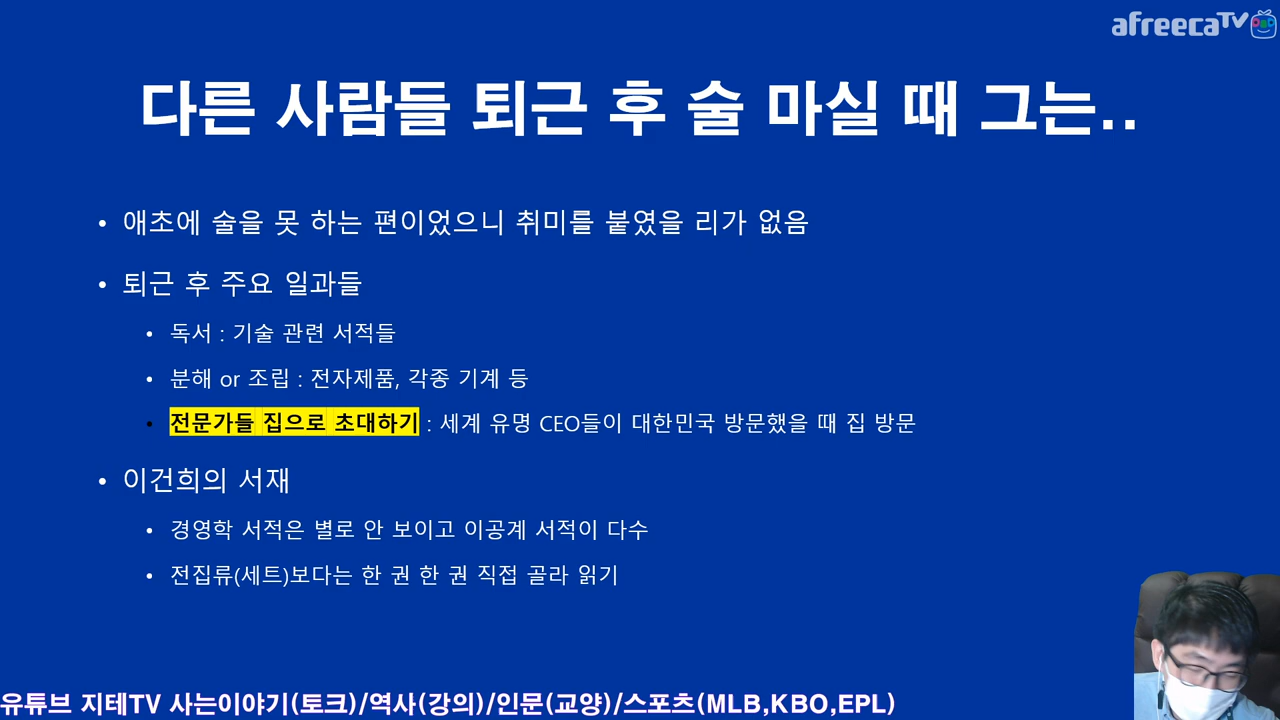 afreecaTV
다른 사람들 퇴근 후 술 마실 때 그는..
• 애초에 술을 못 하는 편이었으니 취미를 붙였을 리가 없음
• 퇴근 후 주요 일과들
• 독서 : 기술 관련 서적들
• 분해 or 조립 : 전자제품, 각종 기계 등
• 전문가들 집으로 초대하기 : 세계 유명 CEO들이 대한민국 방문했을 때 집 방문
• 이건희의 서재
• 경영학 서적은 별로 안 보이고 이공계 서적이 다수
• 전집류(세트)보다는 한 권 한 권 직접 골라 읽기
유튜브 지테TV 사는이야기(토크)/역사(강의)/인문(교양)/스포츠(MLB,KBO,EPL)